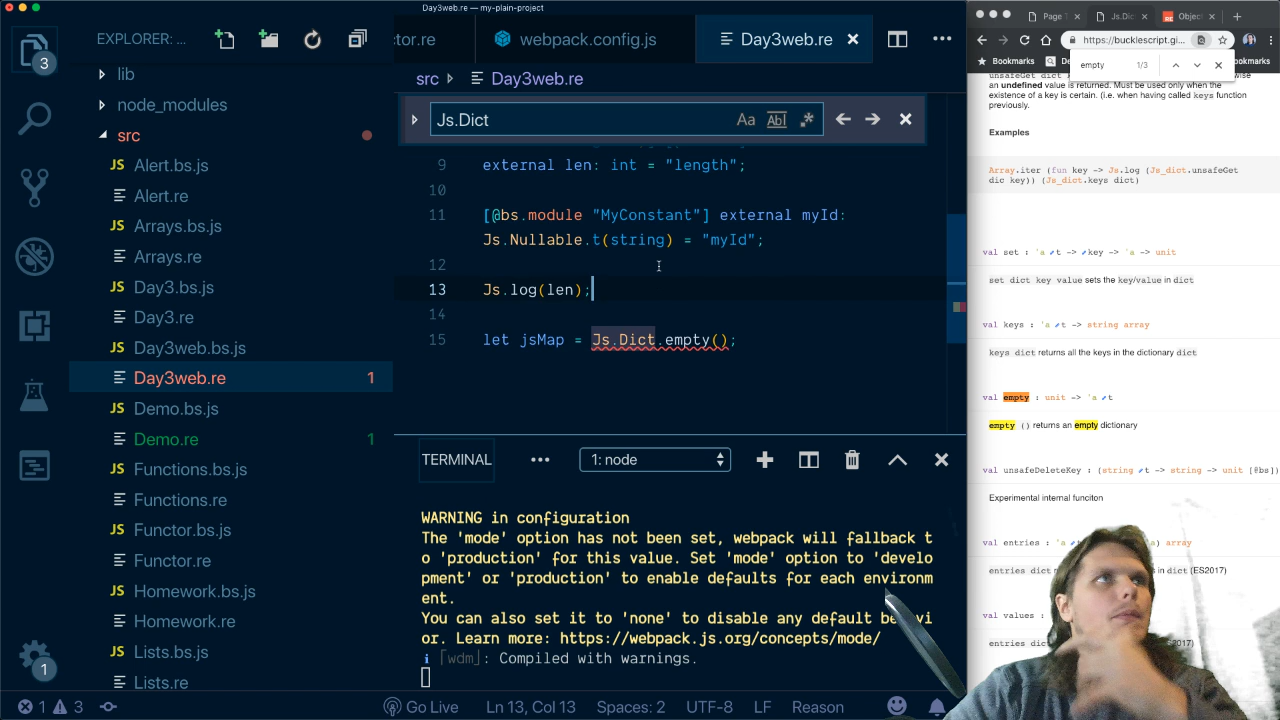 Day3web.re — my-plain-project
EXPLORER: ...
tor.re
webpack.config.js
Day3web.re
lib
node_modules
src
JS Alert.bs.js
Alert.re
JS Arrays.bs.js
Arrays.re
JS Day3.bs.js
Day3.re
JS Day3web.bs.js
Day3web.re 1
JS Demo.bs.js
Demo.re 1
JS Functions.bs.js
Functions.re
JS Functor.bs.js
Functor.re
JS Homework.bs.js
Homework.re
JS Lists.bs.js
Lists.re
3
1
src Day3web.re
Js.Dict
Aa Abl .*
9 external len: int = "length";
10
11 [@bs.module "MyConstant"] external myId:
Js.Nullable.t(string) = "myId";
12
13 Js.log(len);
14
15 let jsMap = Js.Dict.empty();
TERMINAL ... 1: node
WARNING in configuration
The 'mode' option has not been set, webpack will fallback t
o 'production' for this value. Set 'mode' option to 'develo
pment' or 'production' to enable defaults for each environm
ent.
You can also set it to 'none' to disable any default behavi
or. Learn more: https://webpack.js.org/concepts/mode/
i ⌈wdm⌋: Compiled with warnings.
1 3 Go Live Ln 13, Col 13 Spaces: 2 UTF-8 LF Reason
Page Js.Dic Object
https://bucklescript.gi
Bookmarks
empty 1/3
an undefined value is returned. Must be used only when the
existence of a key is certain. (i.e. when having called keys function
previously.
Examples
Array.iter (fun key -> Js.log (Js_dict.unsafeGet
dic key)) (Js_dict.keys dict)
val set : 'a t -> key -> 'a -> unit
set dict key value sets the key/value in dict
val keys : 'a t -> string array
keys dict returns all the keys in the dictionary dict
val empty : unit -> 'a t
empty () returns an empty dictionary
val unsafeDeleteKey : (string t -> string -> unit [@bs])
Experimental internal funciton
val entries : 'a a) array
entries dict in dict (ES2017)
val values :
entries dict 2017)